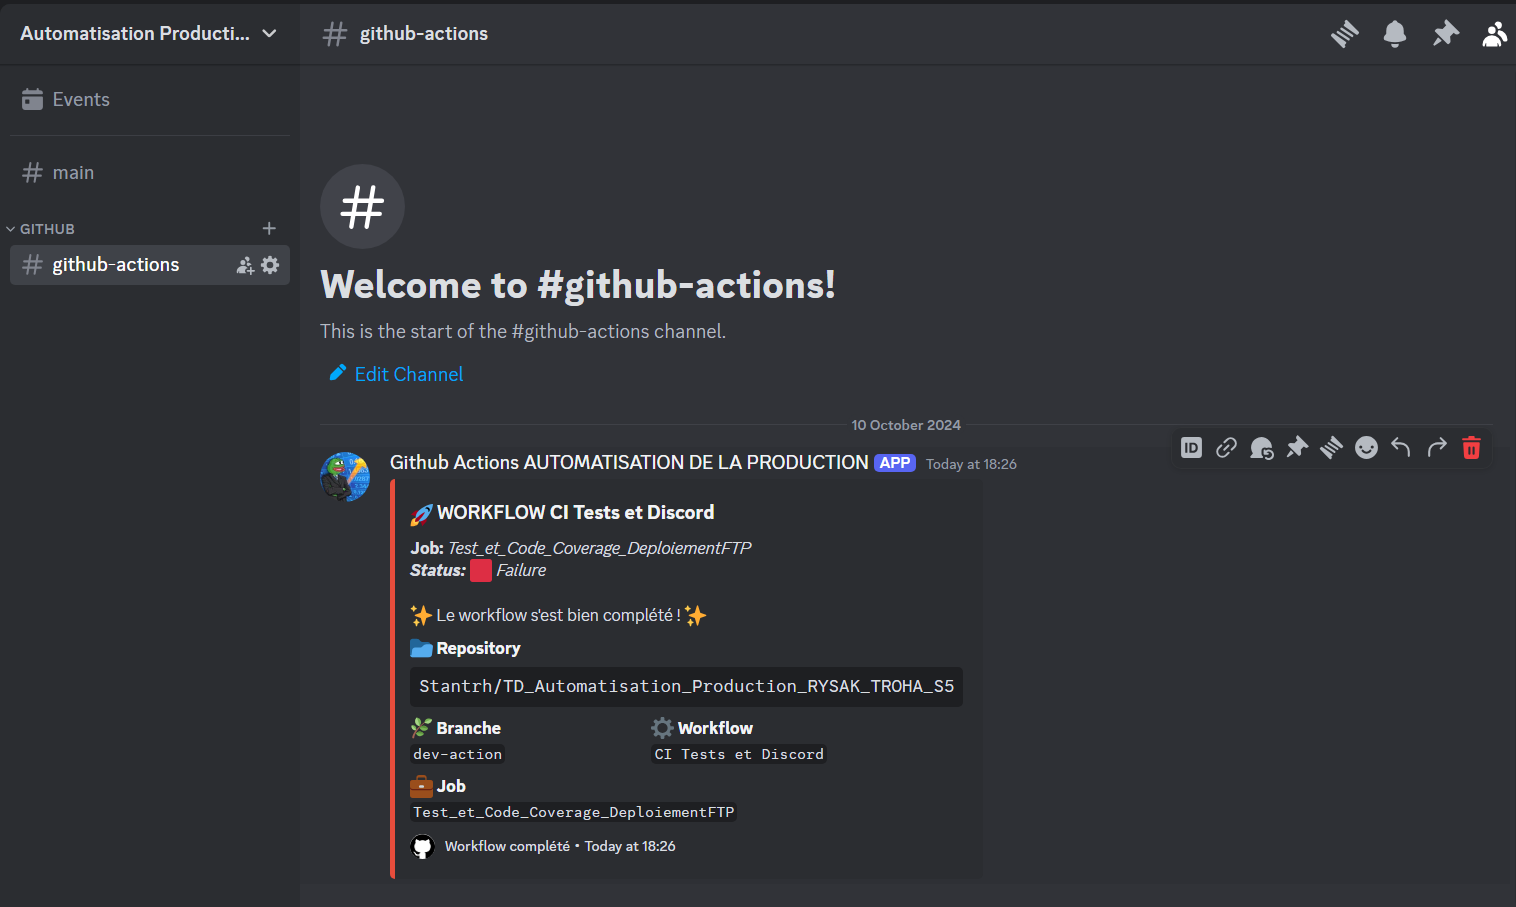 Automatisation Producti...
github-actions
Events
main
GITHUB
github-actions
Welcome to #github-actions!
This is the start of the #github-actions channel.
Edit Channel
10 October 2024
ID
Github Actions AUTOMATISATION DE LA PRODUCTION APP Today at 18:26
WORKFLOW CI Tests et Discord
Job: Test_et_Code_Coverage_DeploiementFTP
Status: Failure
Le workflow s'est bien complété !
Repository
Stantrh/TD_Automatisation_Production_RYSAK_TROHA_S5
Branche
dev-action
Workflow
CI Tests et Discord
Job
Test_et_Code_Coverage_DeploiementFTP
Workflow complété • Today at 18:26